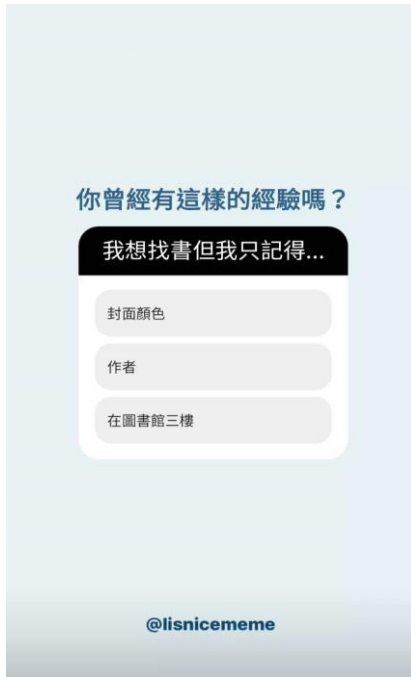 你曾經有這樣的經驗嗎？
我想找書但我只記得...
封面顏色
作者
在圖書館三樓
@lisnicememe